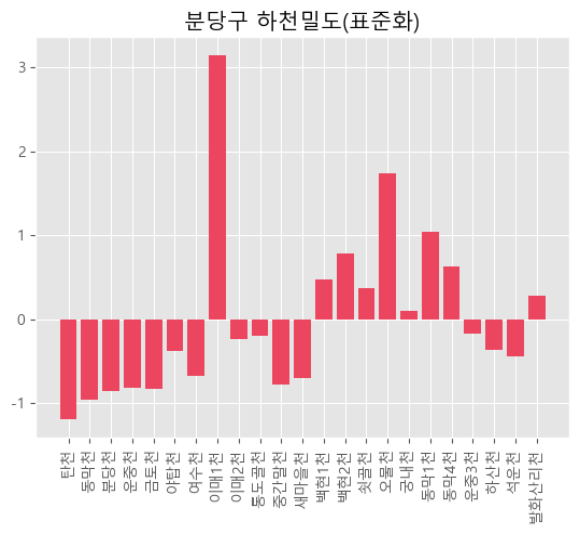 분당구 하천밀도(표준화)
3
2
1
0
-1
탄천
동막천
분당천
운중천
금토천
야탑천
여수천
이매1천
이매2천
통도골천
중간말천
새마을천
백현1천
백현2천
쇳골천
오물천
궁내천
동막1천
동막4천
운중3천
하산천
석운천
발화산리천